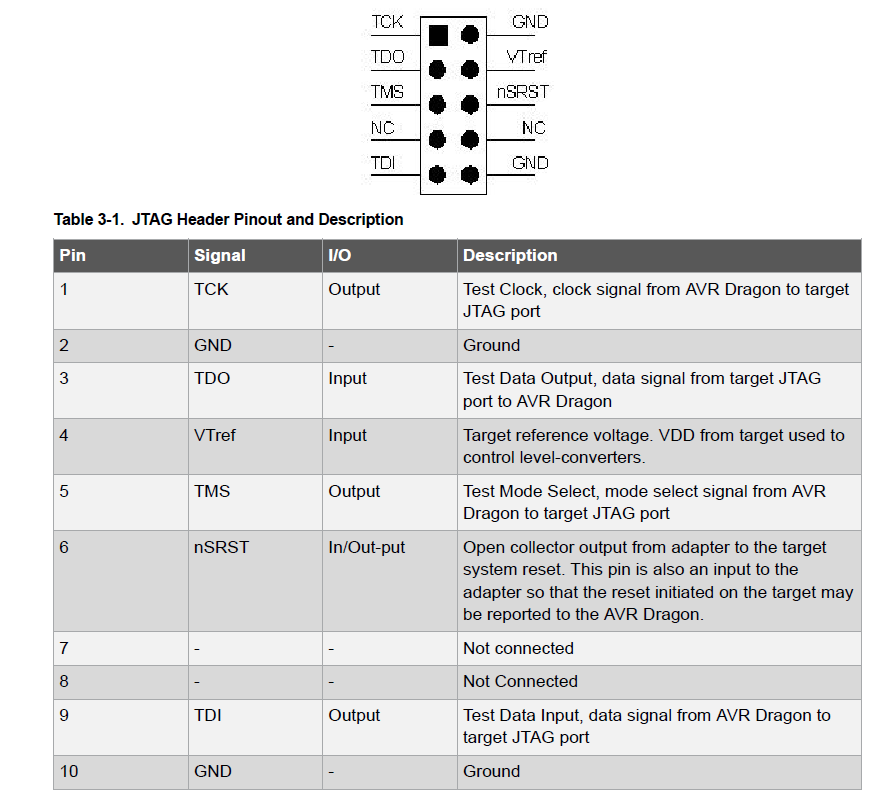 TCK GND
TDO VTref
TMS nSRST
NC NC
TDI GND
Table 3-1. JTAG Header Pinout and Description
Pin Signal I/O Description
1 TCK Output Test Clock, clock signal from AVR Dragon to target
JTAG port
2 GND - Ground
3 TDO Input Test Data Output, data signal from target JTAG
port to AVR Dragon
4 VTref Input Target reference voltage. VDD from target used to
control level-converters.
5 TMS Output Test Mode Select, mode select signal from AVR
Dragon to target JTAG port
6 nSRST In/Out-put Open collector output from adapter to the target
system reset. This pin is also an input to the
adapter so that the reset initiated on the target may
be reported to the AVR Dragon.
7 - - Not connected
8 - - Not Connected
9 TDI Output Test Data Input, data signal from AVR Dragon to
target JTAG port
10 GND - Ground